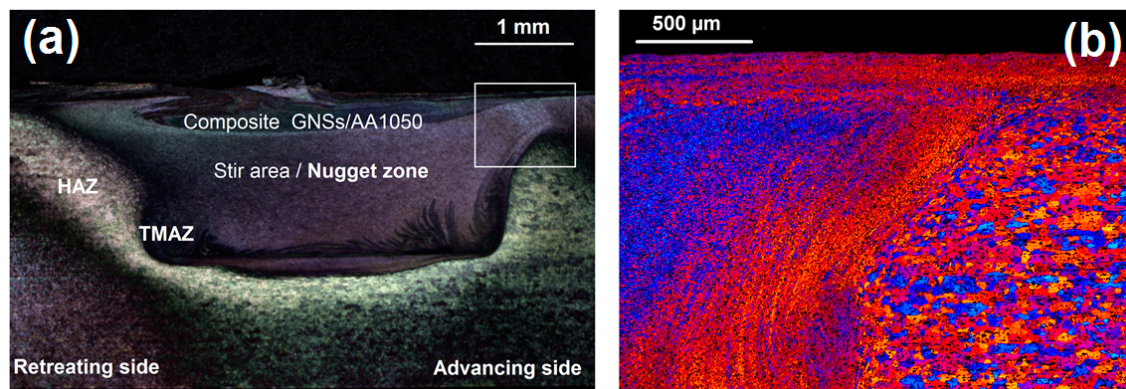 (a)
1 mm
Composite GNSs/AA1050
Stir area / Nugget zone
HAZ
TMAZ
Retreating side
Advancing side
500 µm
(b)